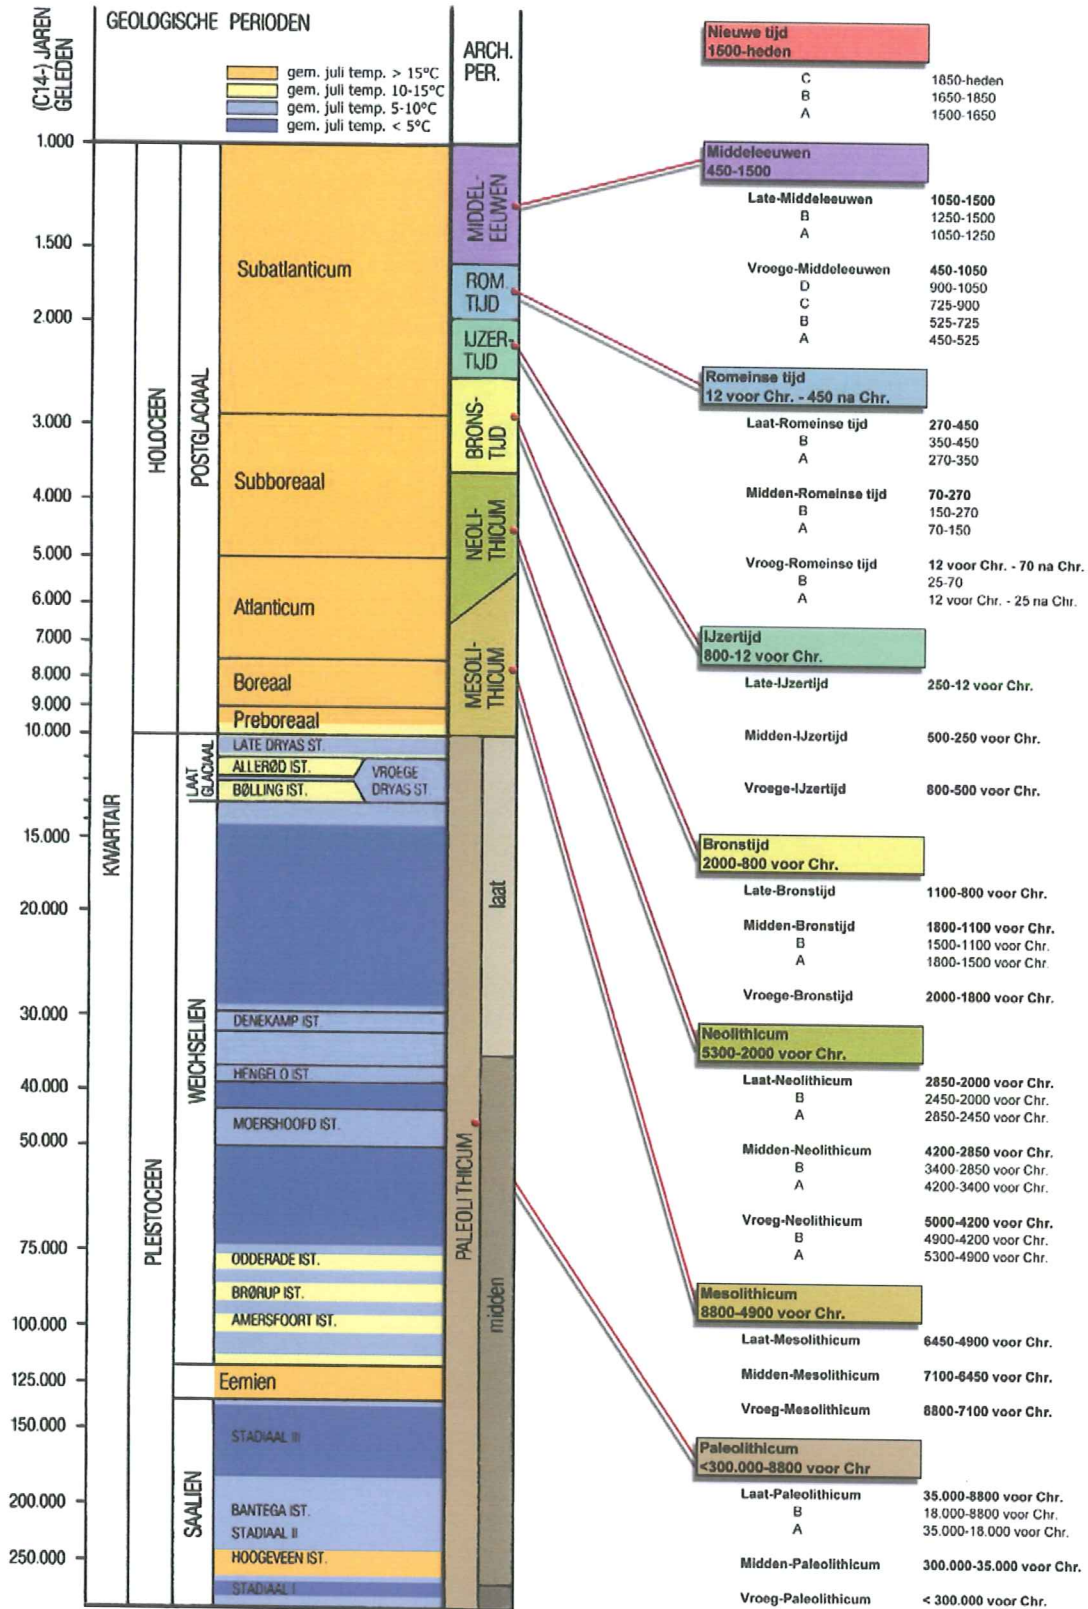 (C14-) JAREN
GELEDEN
GEOLOGISCHE PERIODEN
gem. juli temp. > 15°C
gem. juli temp. 10-15°C
gem. juli temp. 5-10°C
gem. juli temp. < 5°C
ARCH.
PER.
1.000
1.500
2.000
3.000
4.000
5.000
6.000
7000
8.000
9.000
10.000
15.000
20.000
30.000
40.000
50.000
75.000
100.000
125.000
150.000
200.000
250.000
KWARTAIR
HOLOCEEN
PLEISTOCEEN
POSTGLACIAAL
LAAT
GLACIAAL
WEICHSELIEN
SAALIEN
Subatlanticum
Subboreaal
Atlanticum
Boreaal
Preboreaal
LATE DRYAS ST.
ALLERØD IST.
VROEGE
DRYAS ST.
BØLLING IST.
DENEKAMP IST.
HENGELO IST.
MOERSHOOFD IST.
ODDERADE IST.
BRØRUP IST.
AMERSFOORT IST.
Eemien
STADIAAL III
BANTEGA IST.
STADIAAL II
HOOGEVEEN IST.
STADIAAL I
MIDDEL-
EEUWEN
ROM.
TIJD
IJZER-
TIJD
BRONS-
TIJD
NEOLI-
THICUM
MESOLI-
THICUM
PALEOLITHICUM
laat
midden
Nieuwe tijd
1500-heden
C 1850-heden
B 1650-1850
A 1500-1650
Middeleeuwen
450-1500
Late-Middeleeuwen 1050-1500
B 1250-1500
A 1050-1250
Vroege-Middeleeuwen 450-1050
D 900-1050
C 725-900
B 525-725
A 450-525
Romeinse tijd
12 voor Chr. - 450 na Chr.
Laat-Romeinse tijd 270-450
B 350-450
A 270-350
Midden-Romeinse tijd 70-270
B 150-270
A 70-150
Vroeg-Romeinse tijd 12 voor Chr. - 70 na Chr.
B 25-70
A 12 voor Chr. - 25 na Chr.
IJzertijd
800-12 voor Chr.
Late-IJzertijd 250-12 voor Chr.
Midden-IJzertijd 500-250 voor Chr.
Vroege-IJzertijd 800-500 voor Chr.
Bronstijd
2000-800 voor Chr.
Late-Bronstijd 1100-800 voor Chr.
Midden-Bronstijd 1800-1100 voor Chr.
B 1500-1100 voor Chr.
A 1800-1500 voor Chr.
Vroege-Bronstijd 2000-1800 voor Chr.
Neolithicum
5300-2000 voor Chr.
Laat-Neolithicum 2850-2000 voor Chr.
B 2450-2000 voor Chr.
A 2850-2450 voor Chr.
Midden-Neolithicum 4200-2850 voor Chr.
B 3400-2850 voor Chr.
A 4200-3400 voor Chr.
Vroeg-Neolithicum 5000-4200 voor Chr.
B 4900-4200 voor Chr.
A 5300-4900 voor Chr.
Mesolithicum
8800-4900 voor Chr.
Laat-Mesolithicum 6450-4900 voor Chr.
Midden-Mesolithicum 7100-6450 voor Chr.
Vroeg-Mesolithicum 8800-7100 voor Chr.
Paleolithicum
<300.000-8800 voor Chr
Laat-Paleolithicum 35.000-8800 voor Chr.
B 18.000-8800 voor Chr.
A 35.000-18.000 voor Chr.
Midden-Paleolithicum 300.000-35.000 voor Chr.
Vroeg-Paleolithicum < 300.000 voor Chr.